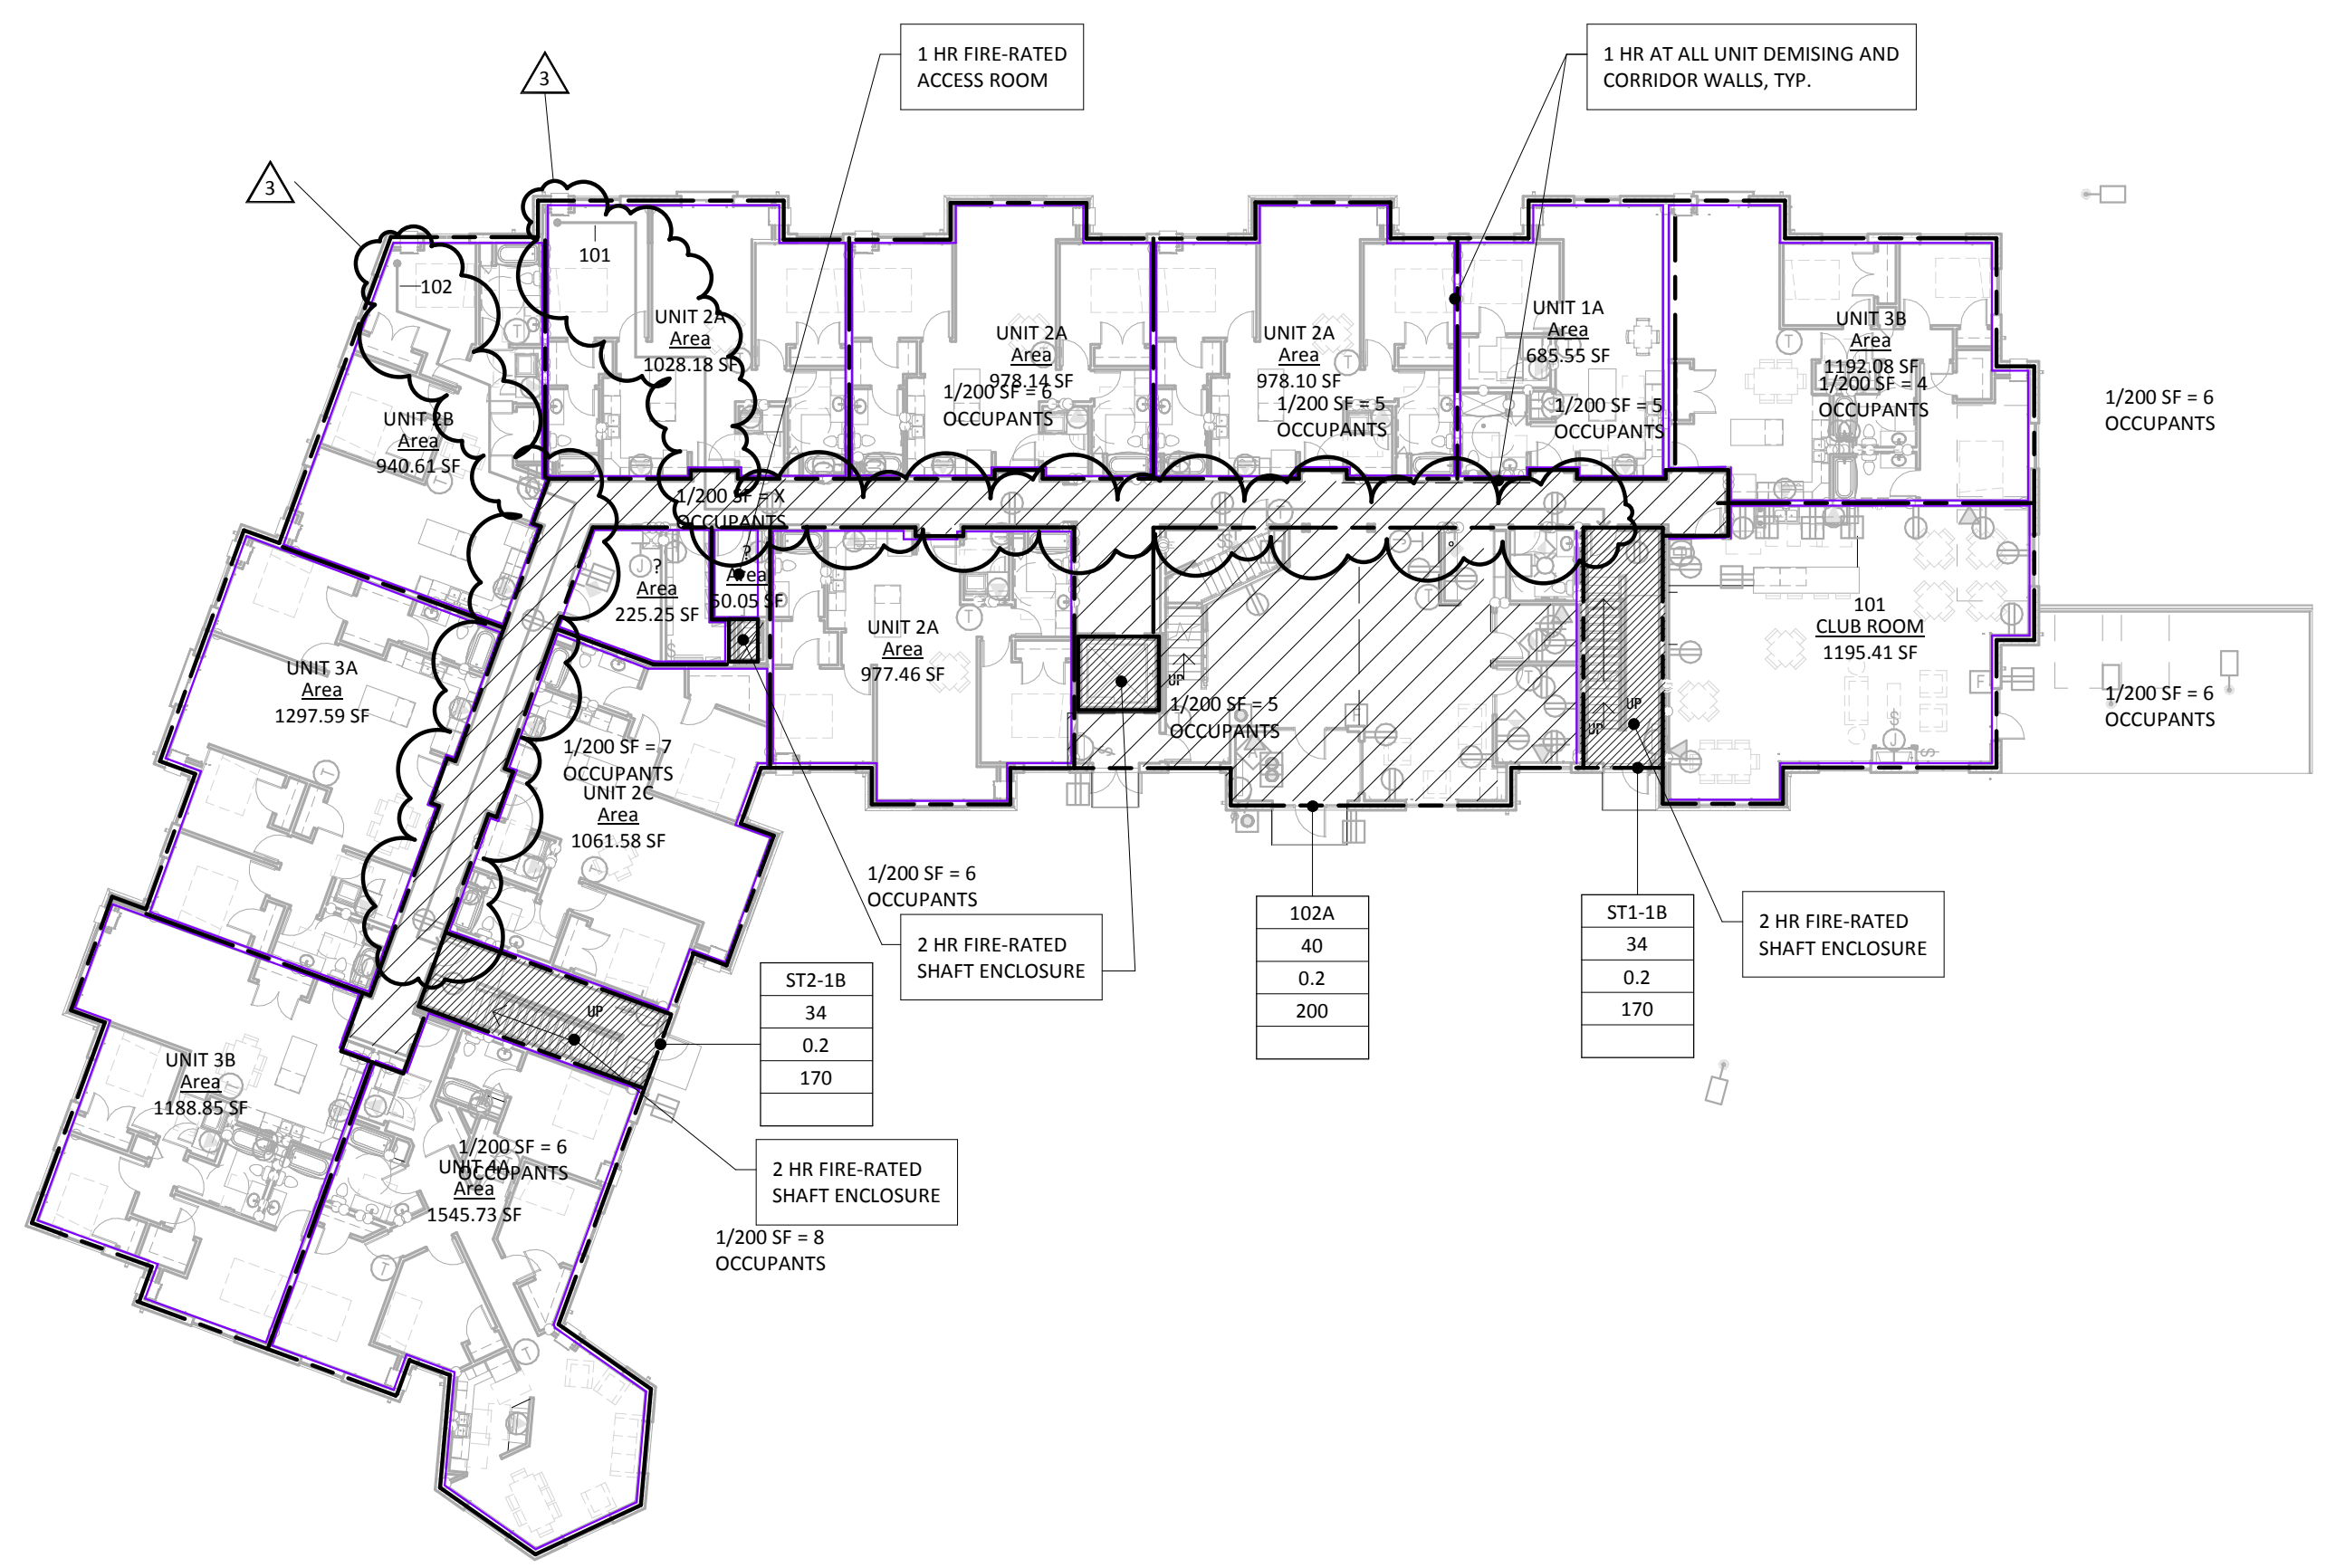 1 HR FIRE-RATED
ACCESS ROOM
1 HR AT ALL UNIT DEMISING AND
CORRIDOR WALLS, TYP.
3
3
101
102
UNIT 2A
Area
1028.18 SF
UNIT 2A
Area
978.14 SF
1/200 SF = 6
OCCUPANTS
UNIT 2A
Area
978.10 SF
1/200 SF = 5
OCCUPANTS
UNIT 1A
Area
685.55 SF
1/200 SF = 5
OCCUPANTS
UNIT 3B
Area
1192.08 SF
1/200 SF = 4
OCCUPANTS
1/200 SF = 6
OCCUPANTS
UNIT 2B
Area
940.61 SF
1/200 SF = X
OCCUPANTS
?
Area
225.25 SF
?
Area
50.05 SF
UNIT 2A
Area
977.46 SF
UP
1/200 SF = 5
OCCUPANTS
UP
UP
101
CLUB ROOM
1195.41 SF
1/200 SF = 6
OCCUPANTS
UNIT 3A
Area
1297.59 SF
1/200 SF = 7
OCCUPANTS
UNIT 2C
Area
1061.58 SF
1/200 SF = 6
OCCUPANTS
2 HR FIRE-RATED
SHAFT ENCLOSURE
102A
40
0.2
200
ST1-1B
34
0.2
170
2 HR FIRE-RATED
SHAFT ENCLOSURE
ST2-1B
34
0.2
170
UP
2 HR FIRE-RATED
SHAFT ENCLOSURE
UNIT 3B
Area
1188.85 SF
1/200 SF = 6
OCCUPANTS
UNIT 4A
Area
1545.73 SF
1/200 SF = 8
OCCUPANTS
T
T
T
T
T
T
T
T
T
T
J
J
F
F
S
S